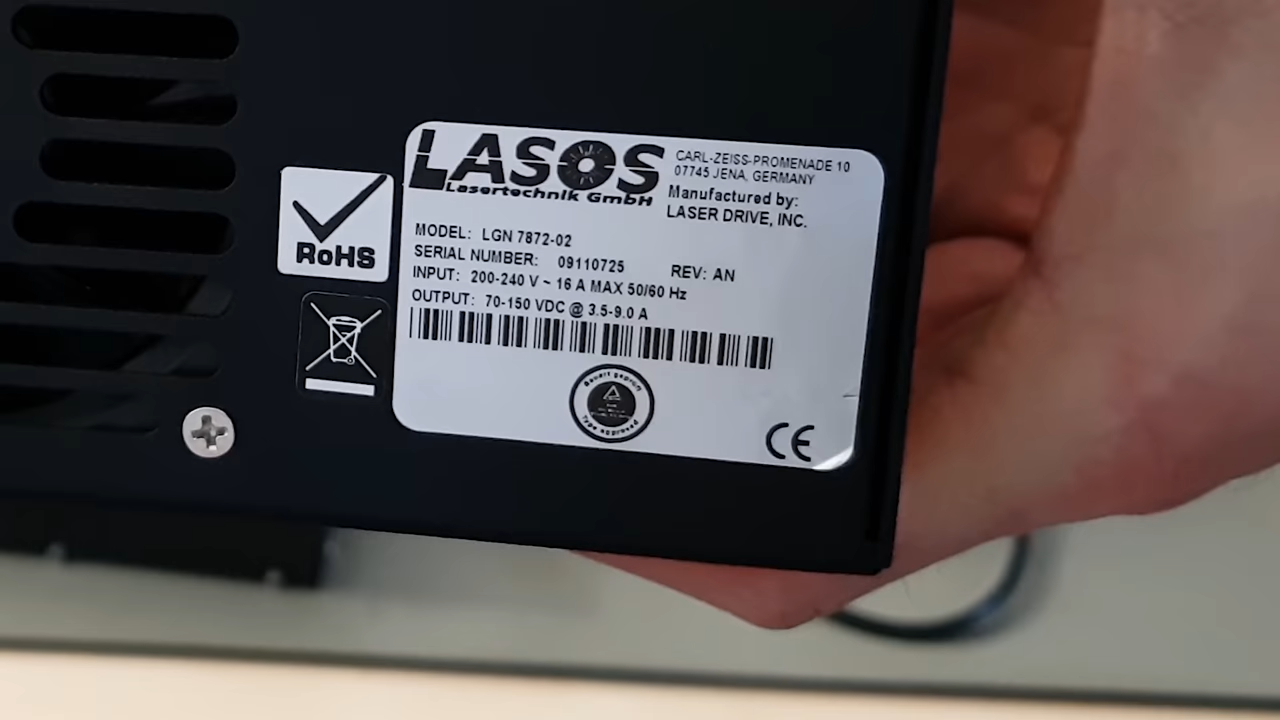 RoHS
LASOS
Lasertechnik GmbH
CARL-ZEISS-PROMENADE 10
07745 JENA, GERMANY
Manufactured by:
LASER DRIVE, INC.
MODEL: LGN 7872-02
SERIAL NUMBER: 09110725 REV: AN
INPUT: 200-240 V ~ 16 A MAX 50/60 Hz
OUTPUT: 70-150 VDC @ 3.5-9.0 A
Bauart geprüft
Type approved
CE